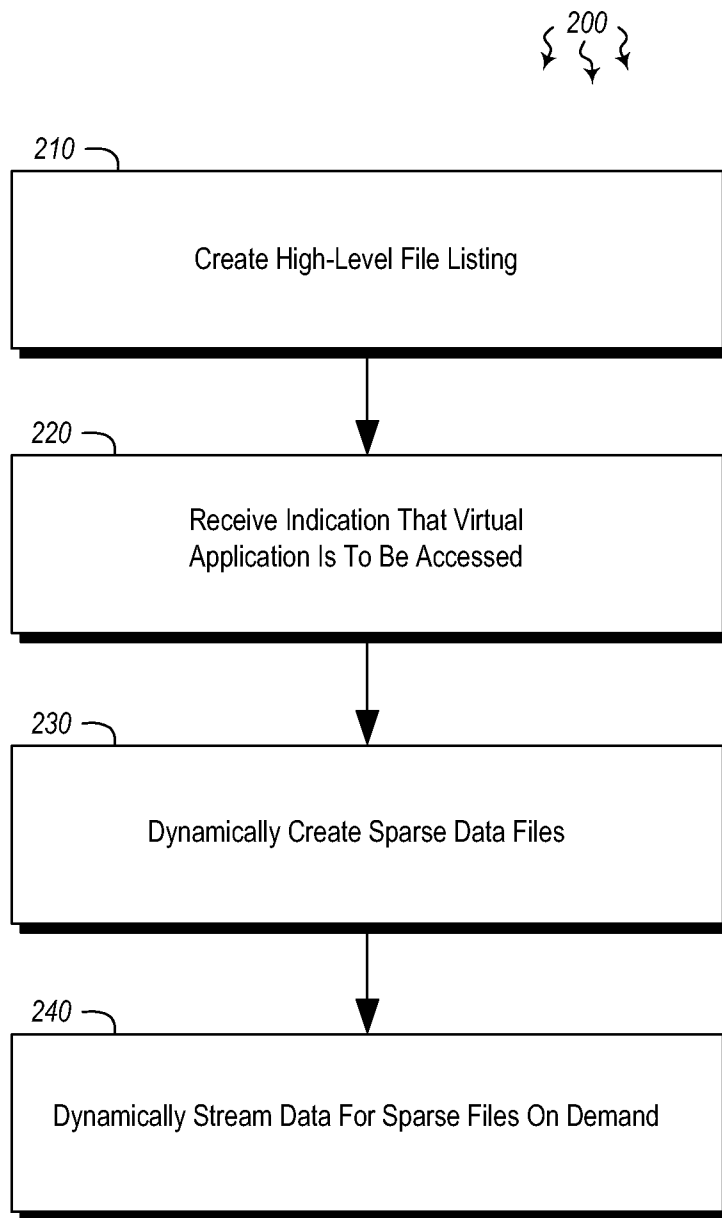 200
210
Create High-Level File Listing
220
Receive Indication That Virtual
Application Is To Be Accessed
230
Dynamically Create Sparse Data Files
240
Dynamically Stream Data For Sparse Files On Demand